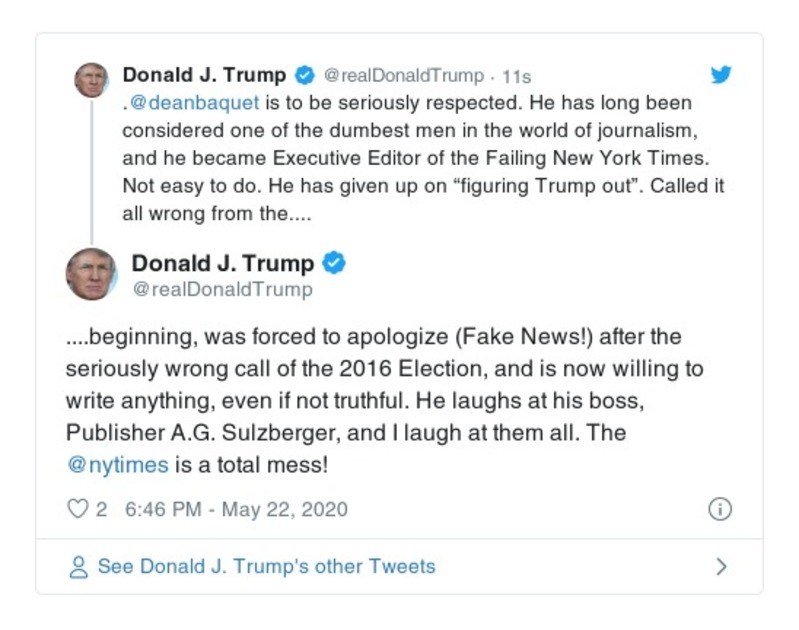 Donald J. Trump @realDonaldTrump · 11s
.@deanbaquet is to be seriously respected. He has long been
considered one of the dumbest men in the world of journalism,
and he became Executive Editor of the Failing New York Times.
Not easy to do. He has given up on “figuring Trump out”. Called it
all wrong from the....
Donald J. Trump
@realDonaldTrump
....beginning, was forced to apologize (Fake News!) after the
seriously wrong call of the 2016 Election, and is now willing to
write anything, even if not truthful. He laughs at his boss,
Publisher A.G. Sulzberger, and I laugh at them all. The
@nytimes is a total mess!
2 6:46 PM - May 22, 2020
See Donald J. Trump's other Tweets